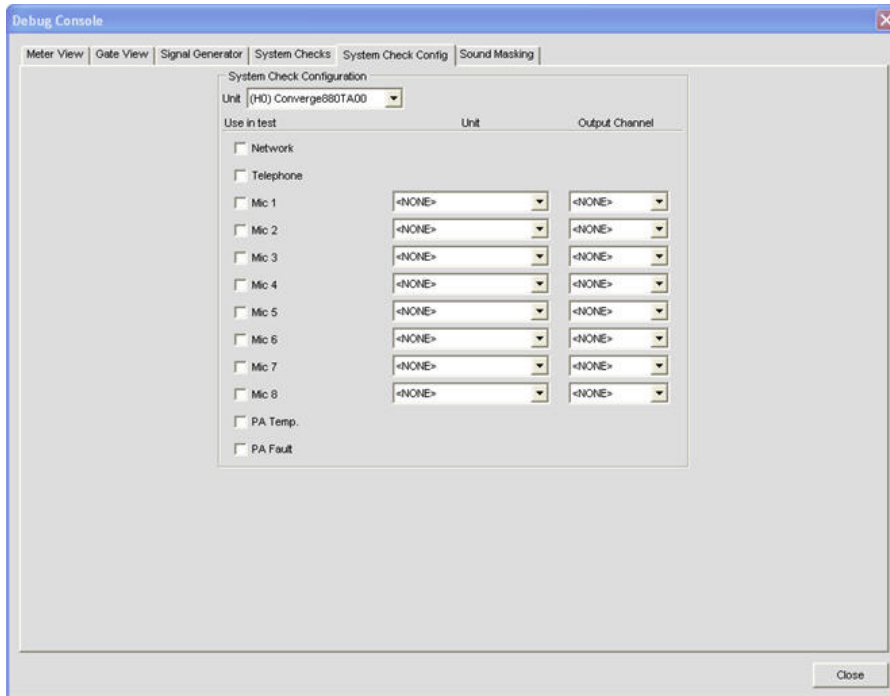 Debug Console
Meter View Gate View Signal Generator System Checks System Check Config Sound Masking
System Check Configuration
Unit (H0) Converge880TA00
Use in test Unit Output Channel
Network
Telephone
Mic 1 <NONE> <NONE>
Mic 2 <NONE> <NONE>
Mic 3 <NONE> <NONE>
Mic 4 <NONE> <NONE>
Mic 5 <NONE> <NONE>
Mic 6 <NONE> <NONE>
Mic 7 <NONE> <NONE>
Mic 8 <NONE> <NONE>
PA Temp.
PA Fault
Close